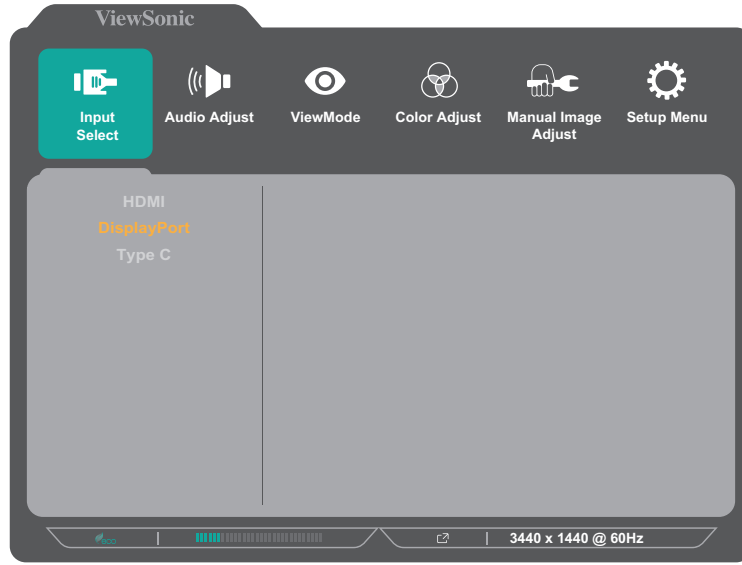 ViewSonic
Input Select
Audio Adjust
ViewMode
Color Adjust
Manual Image Adjust
Setup Menu
HDMI
DisplayPort
Type C
eco
3440 x 1440 @ 60Hz